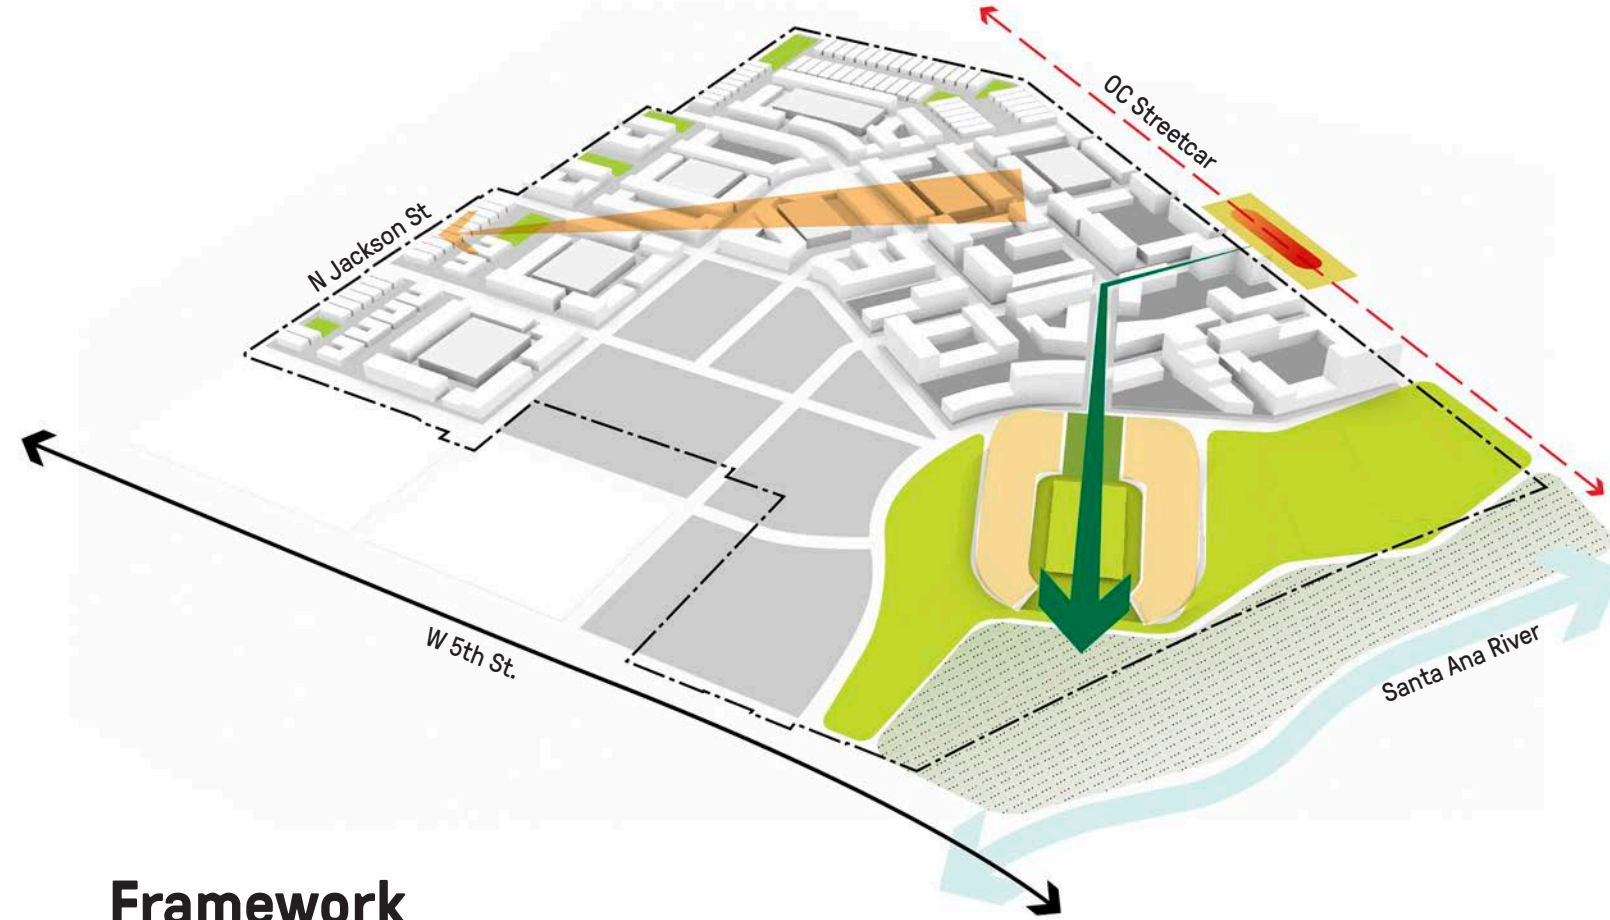 OC Streetcar
N Jackson St
W 5th St.
Santa Ana River
Framework